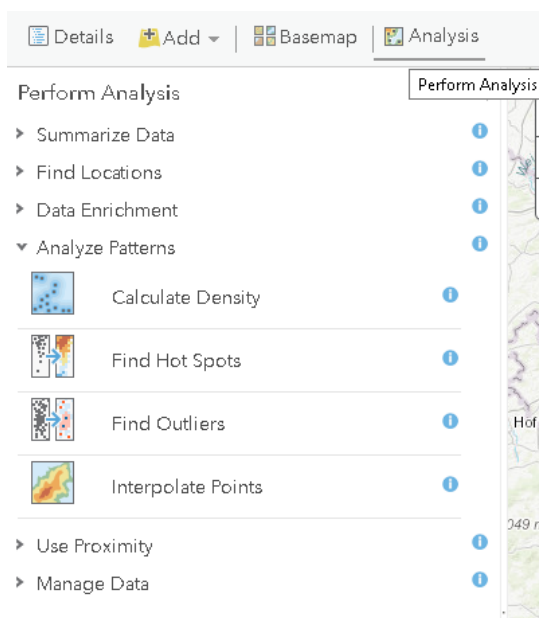 Details Add Basemap Analysis
Perform Analysis
Perform Analysis
Summarize Data
Find Locations
Data Enrichment
Analyze Patterns
Calculate Density
Find Hot Spots
Find Outliers
Hof
Interpolate Points
Use Proximity
Manage Data